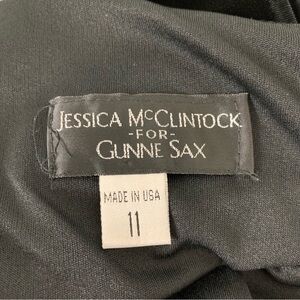 JESSICA MCCLINTOCK
-FOR-
GUNNE SAX
MADE IN USA
11